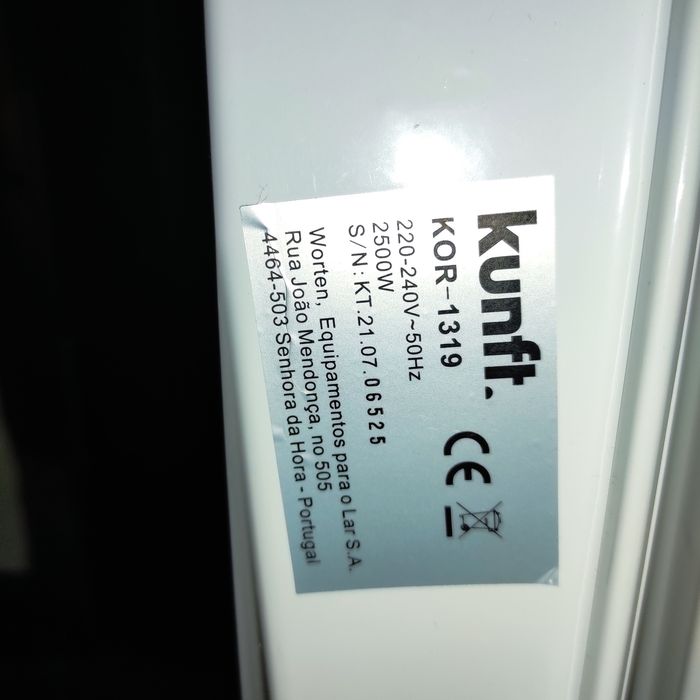 kunft.
KOR-1319
220-240V~50Hz
2500W
S/N:KT.21.07.06525
CE
Worten, Equipamentos para o Lar S.A.
Rua João Mendonça, no 505
4464-503 Senhora da Hora - Portugal